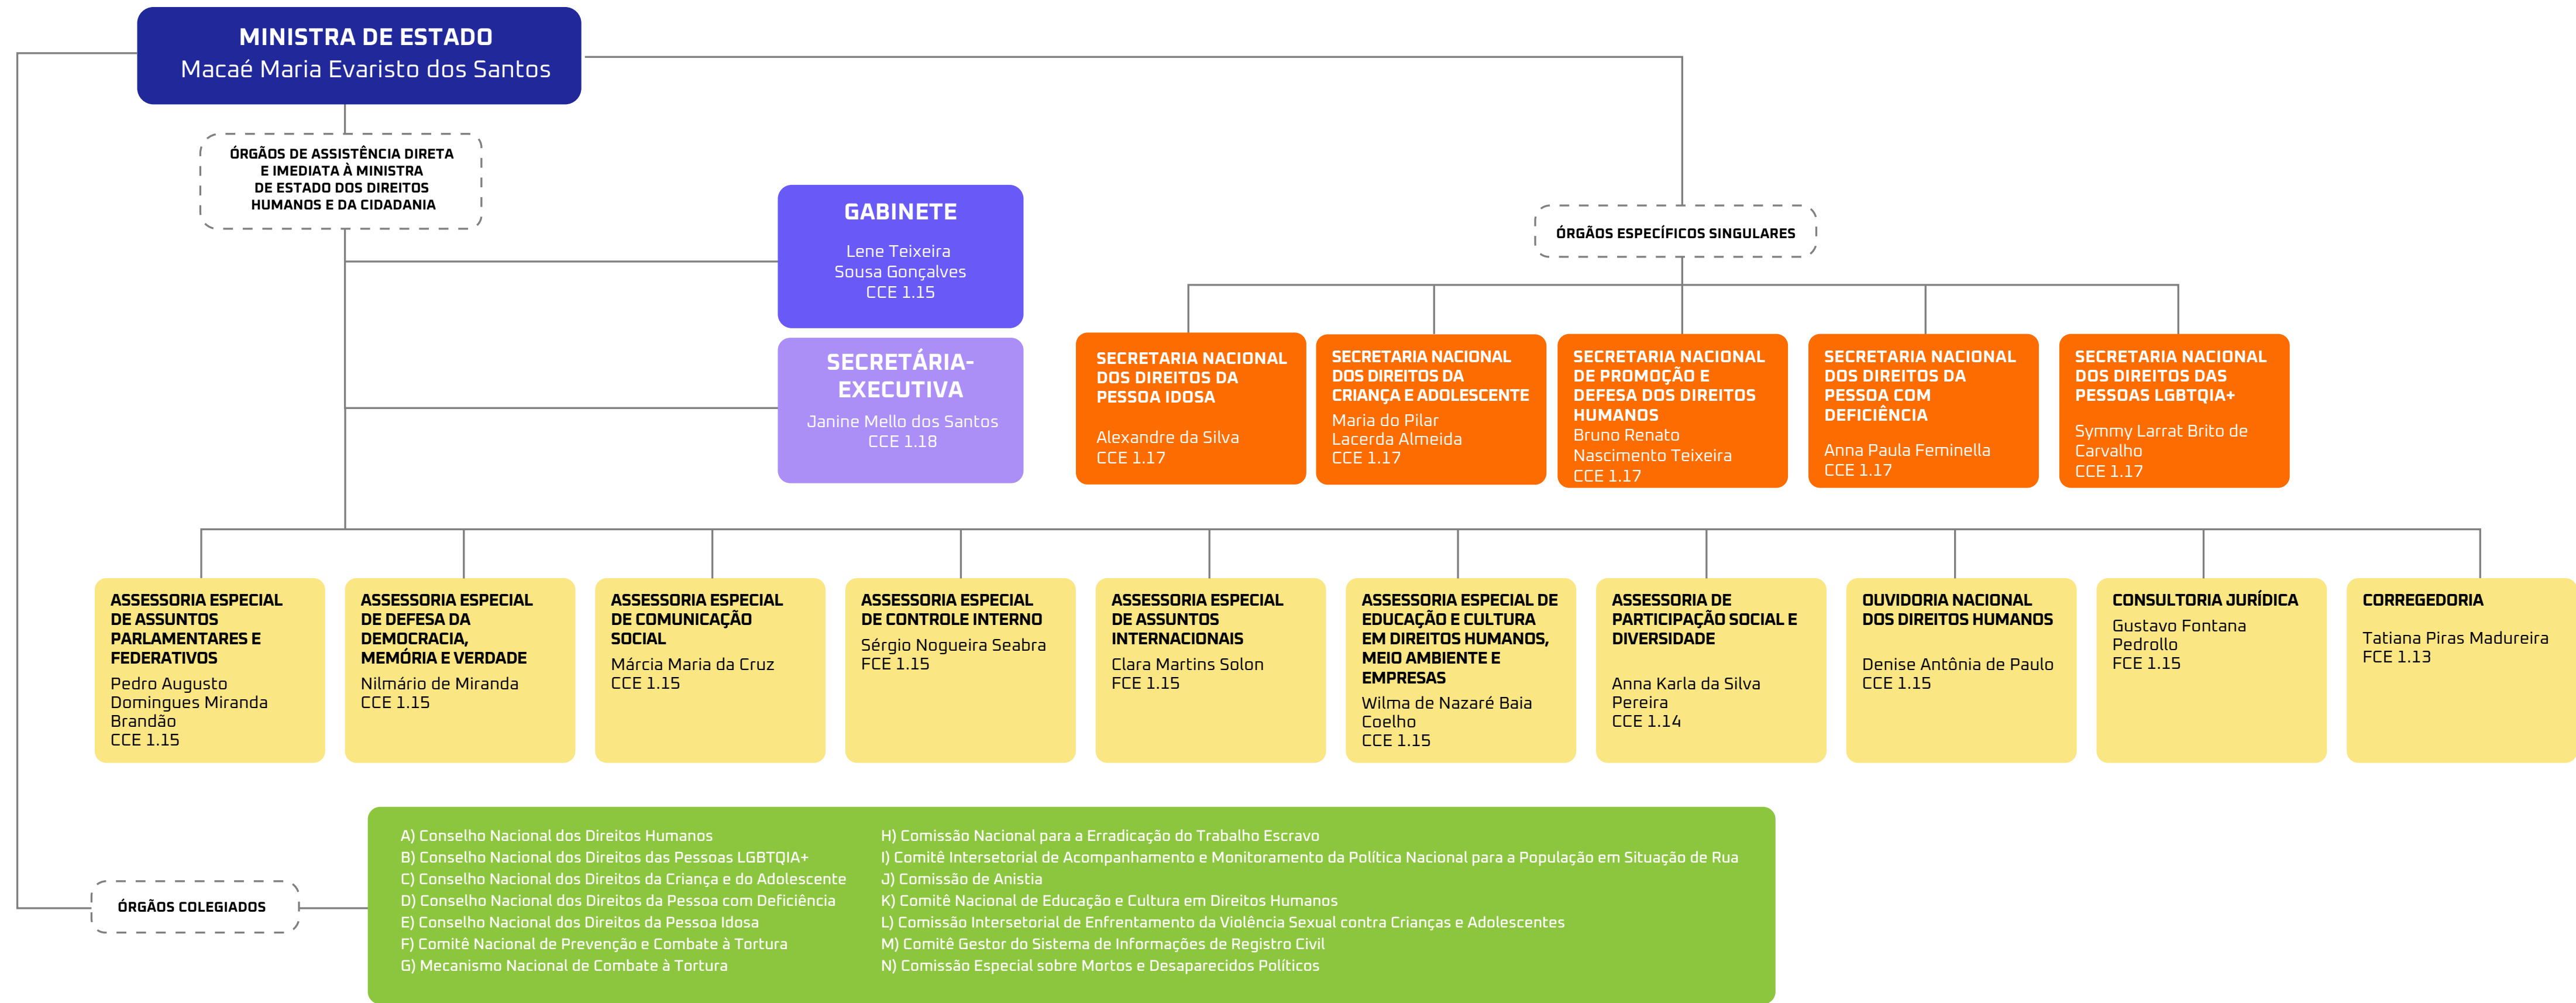 MINISTRA DE ESTADO
Macaé Maria Evaristo dos Santos
ÓRGÃOS DE ASSISTÊNCIA DIRETA
E IMEDIATA À MINISTRA
DE ESTADO DOS DIREITOS
HUMANOS E DA CIDADANIA
GABINETE
Lene Teixeira
Sousa Gonçalves
CCE 1.15
SECRETÁRIA-
EXECUTIVA
Janine Mello dos Santos
CCE 1.18
ÓRGÃOS ESPECÍFICOS SINGULARES
SECRETARIA NACIONAL
DOS DIREITOS DA
PESSOA IDOSA
Alexandre da Silva
CCE 1.17
SECRETARIA NACIONAL
DOS DIREITOS DA
CRIANÇA E ADOLESCENTE
Maria do Pilar
Lacerda Almeida
CCE 1.17
SECRETARIA NACIONAL
DE PROMOÇÃO E
DEFESA DOS DIREITOS
HUMANOS
Bruno Renato
Nascimento Teixeira
CCE 1.17
SECRETARIA NACIONAL
DOS DIREITOS DA
PESSOA COM
DEFICIÊNCIA
Anna Paula Feminella
CCE 1.17
SECRETARIA NACIONAL
DOS DIREITOS DAS
PESSOAS LGBTQIA+
Symmy Larrat Brito de
Carvalho
CCE 1.17
ASSESSORIA ESPECIAL
DE ASSUNTOS
PARLAMENTARES E
FEDERATIVOS
Pedro Augusto
Domingues Miranda
Brandão
CCE 1.15
ASSESSORIA ESPECIAL
DE DEFESA DA
DEMOCRACIA,
MEMÓRIA E VERDADE
Nilmário de Miranda
CCE 1.15
ASSESSORIA ESPECIAL
DE COMUNICAÇÃO
SOCIAL
Márcia Maria da Cruz
CCE 1.15
ASSESSORIA ESPECIAL
DE CONTROLE INTERNO
Sérgio Nogueira Seabra
FCE 1.15
ASSESSORIA ESPECIAL
DE ASSUNTOS
INTERNACIONAIS
Clara Martins Solon
FCE 1.15
ASSESSORIA ESPECIAL DE
EDUCAÇÃO E CULTURA
EM DIREITOS HUMANOS,
MEIO AMBIENTE E
EMPRESAS
Wilma de Nazaré Baia
Coelho
CCE 1.15
ASSESSORIA DE
PARTICIPAÇÃO SOCIAL E
DIVERSIDADE
Anna Karla da Silva
Pereira
CCE 1.14
OUVIDORIA NACIONAL
DOS DIREITOS HUMANOS
Denise Antônia de Paulo
CCE 1.15
CONSULTORIA JURÍDICA
Gustavo Fontana
Pedrollo
FCE 1.15
CORREGEDORIA
Tatiana Piras Madureira
FCE 1.13
ÓRGÃOS COLEGIADOS
A) Conselho Nacional dos Direitos Humanos
B) Conselho Nacional dos Direitos das Pessoas LGBTQIA+
C) Conselho Nacional dos Direitos da Criança e do Adolescente
D) Conselho Nacional dos Direitos da Pessoa com Deficiência
E) Conselho Nacional dos Direitos da Pessoa Idosa
F) Comitê Nacional de Prevenção e Combate à Tortura
G) Mecanismo Nacional de Combate à Tortura
H) Comissão Nacional para a Erradicação do Trabalho Escravo
I) Comitê Intersetorial de Acompanhamento e Monitoramento da Política Nacional para a População em Situação de Rua
J) Comissão de Anistia
K) Comitê Nacional de Educação e Cultura em Direitos Humanos
L) Comissão Intersetorial de Enfrentamento da Violência Sexual contra Crianças e Adolescentes
M) Comitê Gestor do Sistema de Informações de Registro Civil
N) Comissão Especial sobre Mortos e Desaparecidos Políticos